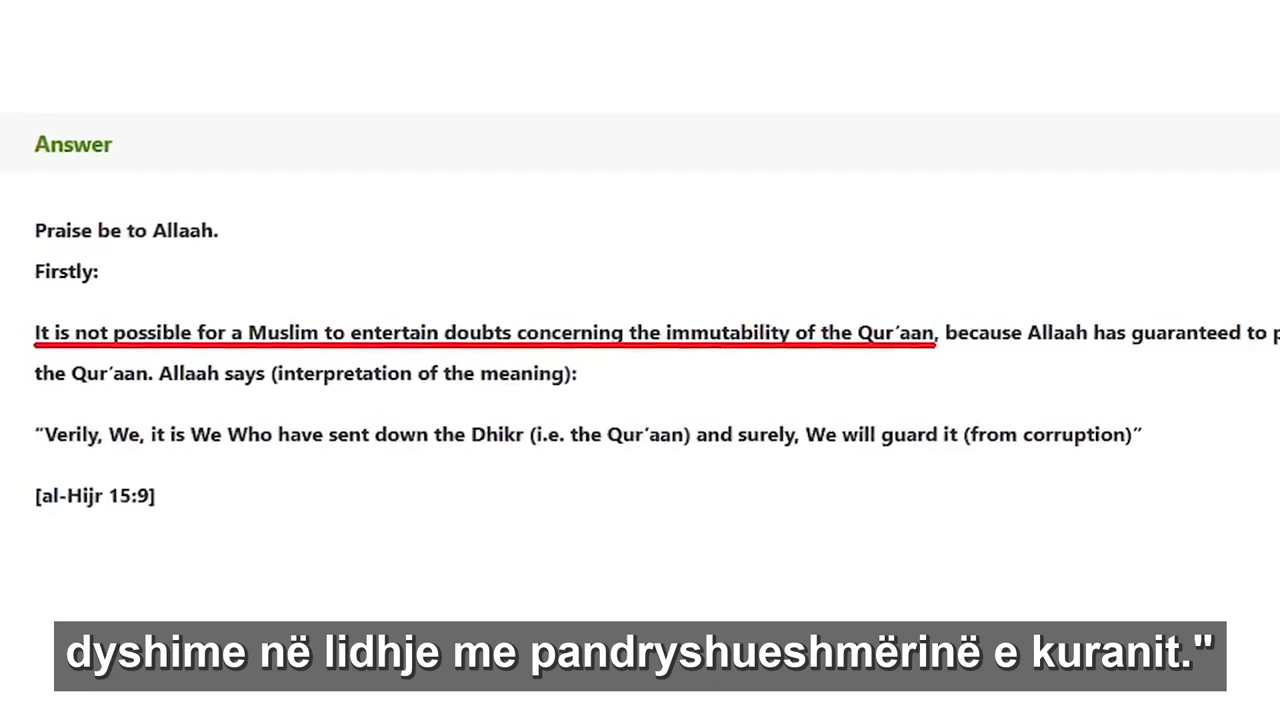 Answer
Praise be to Allaah.
Firstly:
It is not possible for a Muslim to entertain doubts concerning the immutability of the Qur’aan, because Allaah has guaranteed to
the Qur’aan. Allaah says (interpretation of the meaning):
“Verily, We, it is We Who have sent down the Dhikr (i.e. the Qur’aan) and surely, We will guard it (from corruption)”
[al-Hijr 15:9]
dyshime në lidhje me pandryshueshmërinë e kuranit."